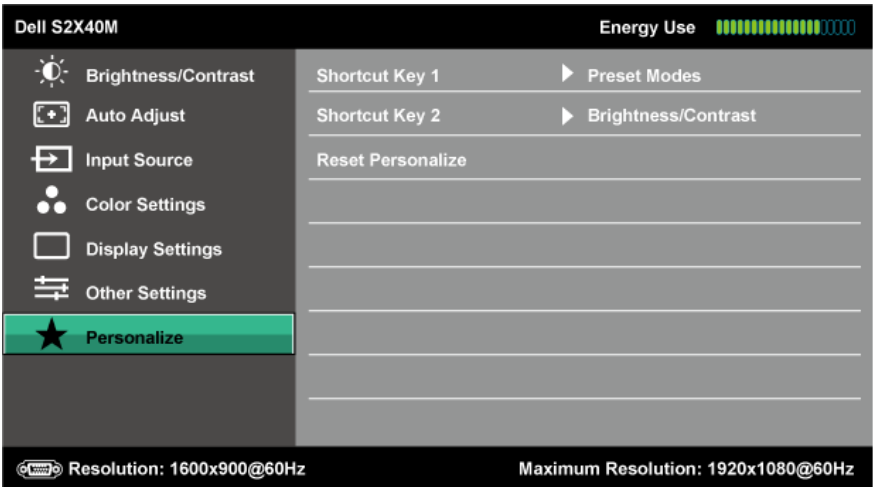 Dell S2X40M Energy Use
Brightness/Contrast Shortcut Key 1 Preset Modes
Auto Adjust Shortcut Key 2 Brightness/Contrast
Input Source Reset Personalize
Color Settings
Display Settings
Other Settings
Personalize
Resolution: 1600x900@60Hz Maximum Resolution: 1920x1080@60Hz